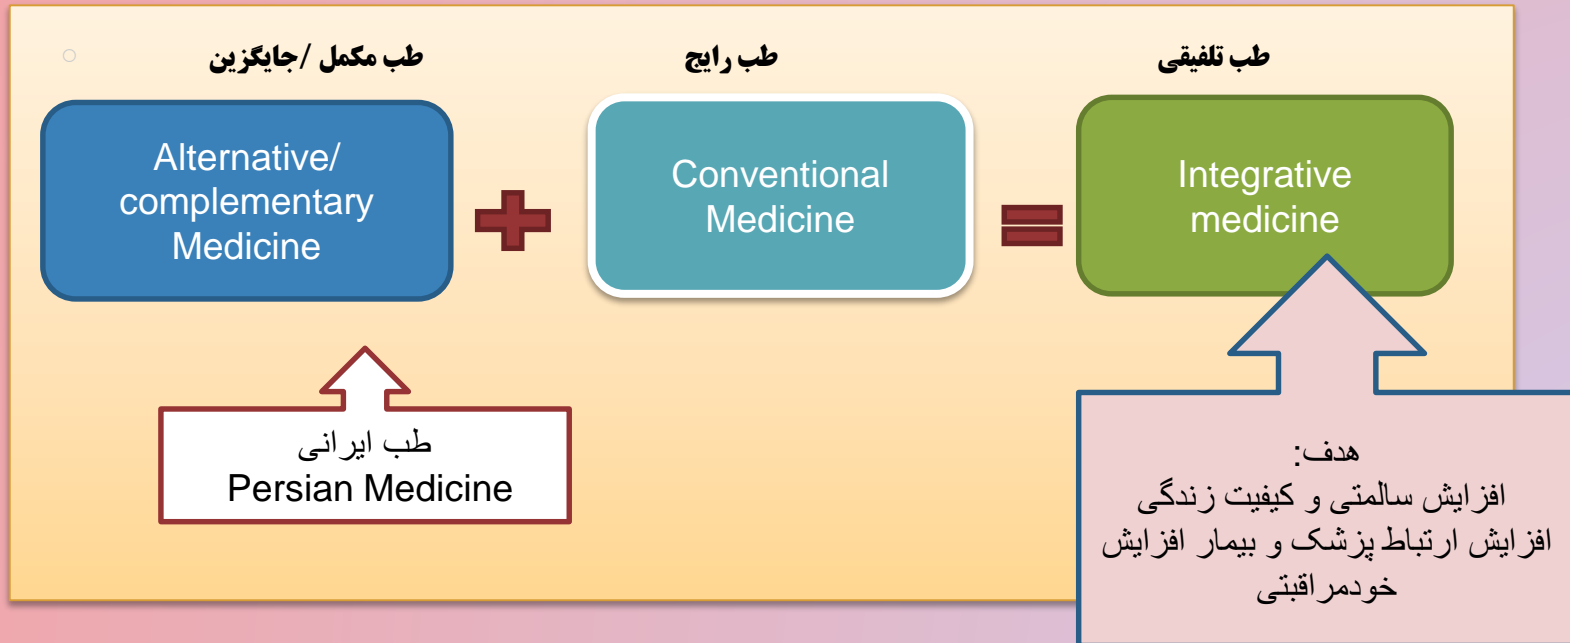 طب مکمل /جایگزین
طب رایج
طب تلفیقی
Alternative/
complementary
Medicine
Conventional
Medicine
Integrative
medicine
طب ایرانی
Persian Medicine
هدف:
افزایش سالمتی و کیفیت زندگی
افزایش ارتباط پزشک و بیمار افزایش
خودمراقبتی